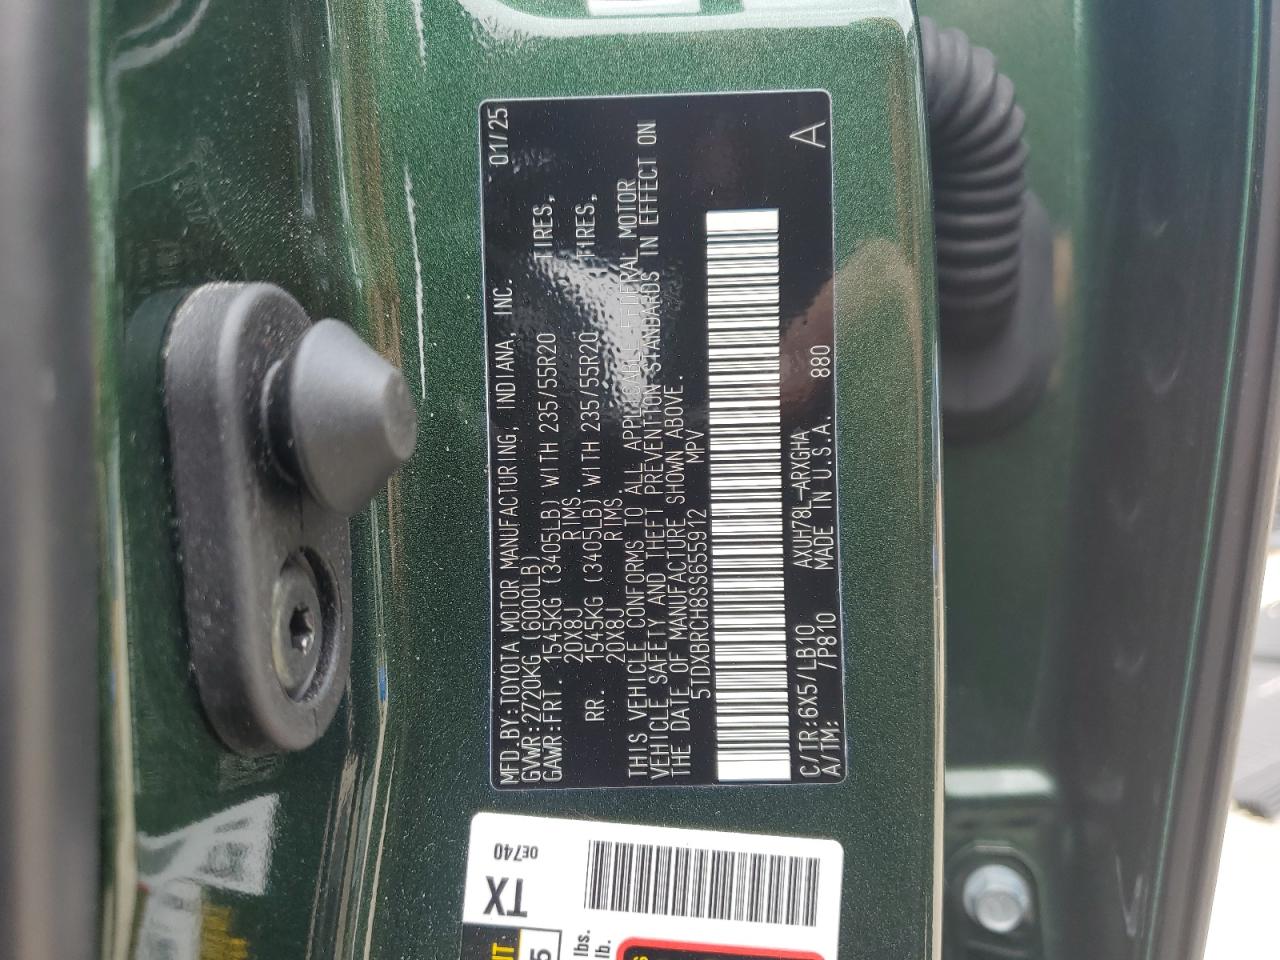 MFD.BY:TOYOTA MOTOR MANUFACTURING, INDIANA, INC. 01/25
GVWR:2720KG (6000LB)
GAWR:FRT. 1545KG (3405LB) WITH 235/55R20 TIRES,
20X8J RIMS.
RR. 1545KG (3405LB) WITH 235/55R20 TIRES,
20X8J RIMS.
THIS VEHICLE CONFORMS TO ALL APPLICABLE FEDERAL MOTOR
VEHICLE SAFETY AND THEFT PREVENTION STANDARDS IN EFFECT ON
THE DATE OF MANUFACTURE SHOWN ABOVE.
5TDXBRCH8SS655912 MPV
C/TR:6X5/LB10 AXUH78L-ARXGHA A
A/TM: /P810 MADE IN U.S.A. 880
0E740
TX
lbs.
lb.